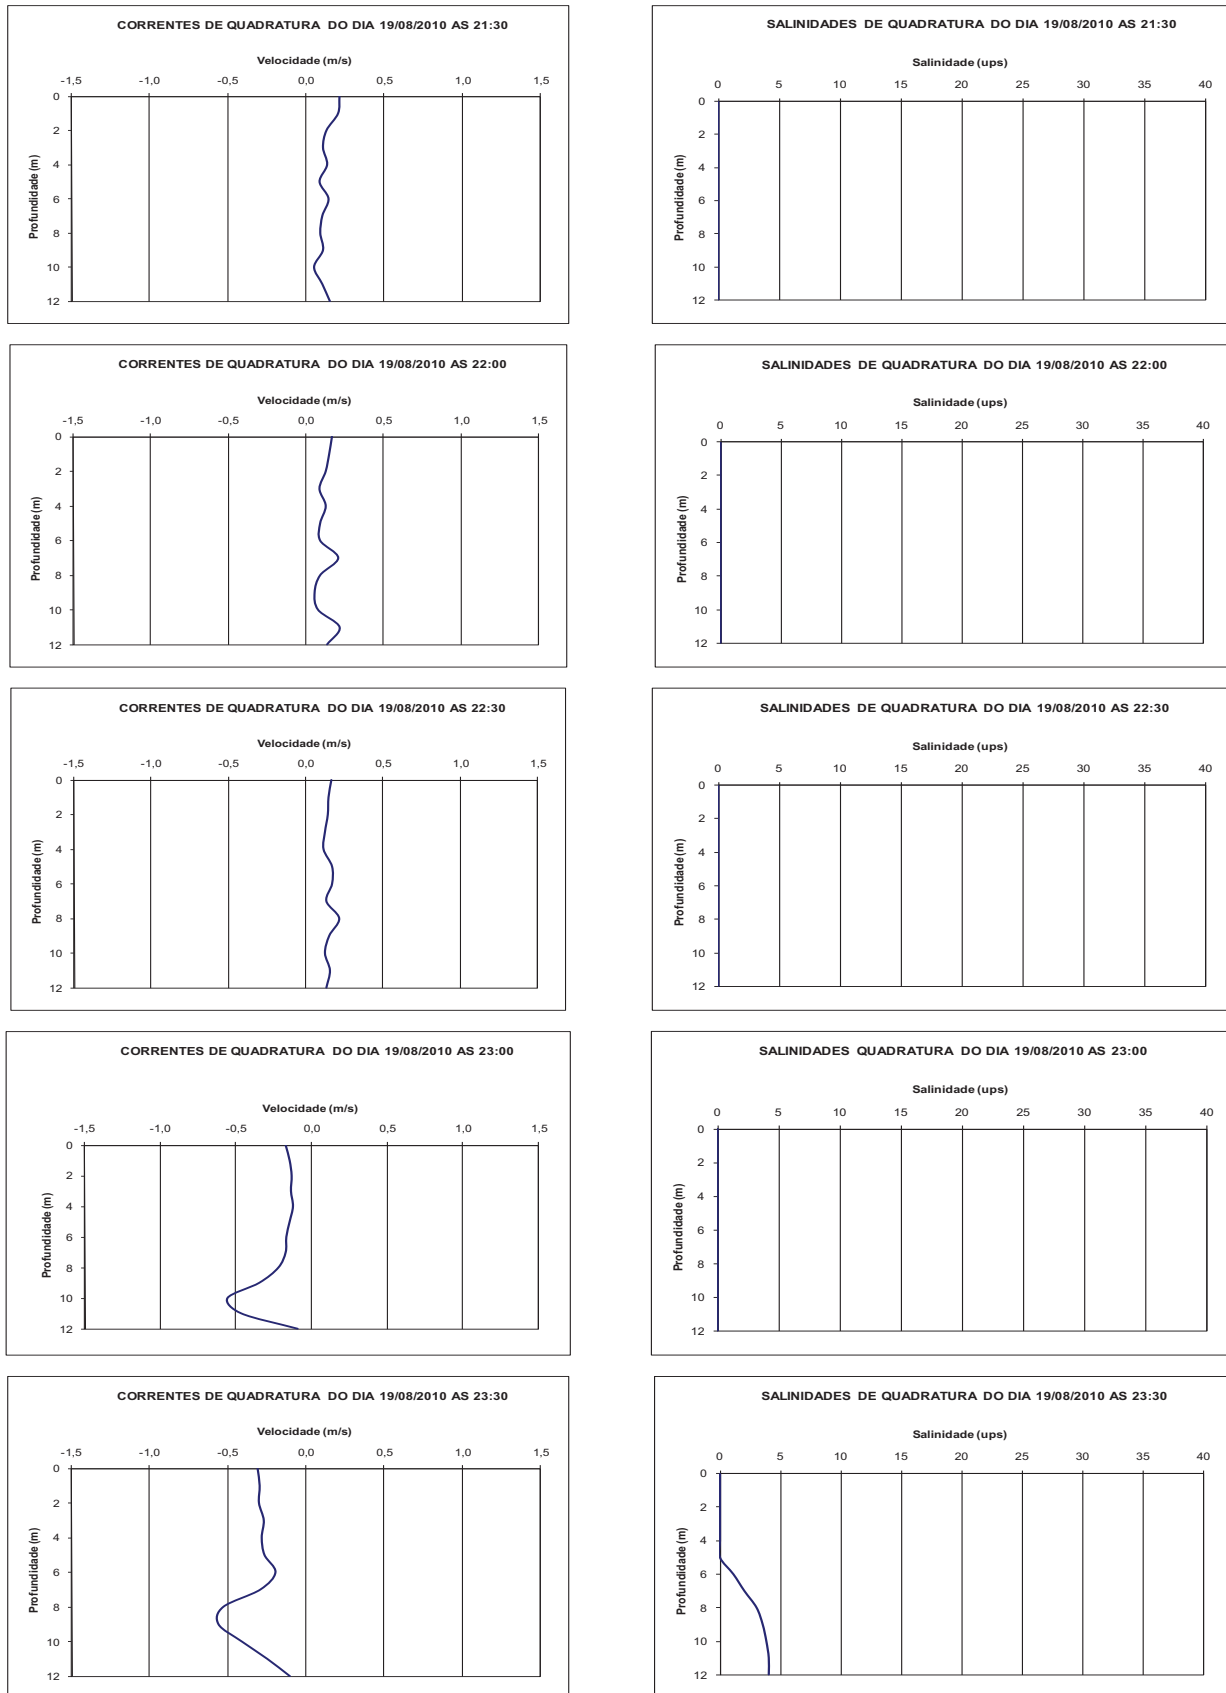 CORRENTES DE QUADRATURA DO DIA 19/08/2010 AS 21:30
Velocidade (m/s)
-1,5 -1,0 -0,5 0,0 0,5 1,0 1,5
0
2
4
6
8
10
12
Profundidade (m)
SALINIDADES DE QUADRATURA DO DIA 19/08/2010 AS 21:30
Salinidade (ups)
0 5 10 15 20 25 30 35 40
0
2
4
6
8
10
12
Profundidade (m)
CORRENTES DE QUADRATURA DO DIA 19/08/2010 AS 22:00
Velocidade (m/s)
-1,5 -1,0 -0,5 0,0 0,5 1,0 1,5
0
2
4
6
8
10
12
Profundidade (m)
SALINIDADES DE QUADRATURA DO DIA 19/08/2010 AS 22:00
Salinidade (ups)
0 5 10 15 20 25 30 35 40
0
2
4
6
8
10
12
Profundidade (m)
CORRENTES DE QUADRATURA DO DIA 19/08/2010 AS 22:30
Velocidade (m/s)
-1,5 -1,0 -0,5 0,0 0,5 1,0 1,5
0
2
4
6
8
10
12
Profundidade (m)
SALINIDADES DE QUADRATURA DO DIA 19/08/2010 AS 22:30
Salinidade (ups)
0 5 10 15 20 25 30 35 40
0
2
4
6
8
10
12
Profundidade (m)
CORRENTES DE QUADRATURA DO DIA 19/08/2010 AS 23:00
Velocidade (m/s)
-1,5 -1,0 -0,5 0,0 0,5 1,0 1,5
0
2
4
6
8
10
12
Profundidade (m)
SALINIDADES QUADRATURA DO DIA 19/08/2010 AS 23:00
Salinidade (ups)
0 5 10 15 20 25 30 35 40
0
2
4
6
8
10
12
Profundidade (m)
CORRENTES DE QUADRATURA DO DIA 19/08/2010 AS 23:30
Velocidade (m/s)
-1,5 -1,0 -0,5 0,0 0,5 1,0 1,5
0
2
4
6
8
10
12
Profundidade (m)
SALINIDADES DE QUADRATURA DO DIA 19/08/2010 AS 23:30
Salinidade (ups)
0 5 10 15 20 25 30 35 40
0
2
4
6
8
10
12
Profundidade (m)